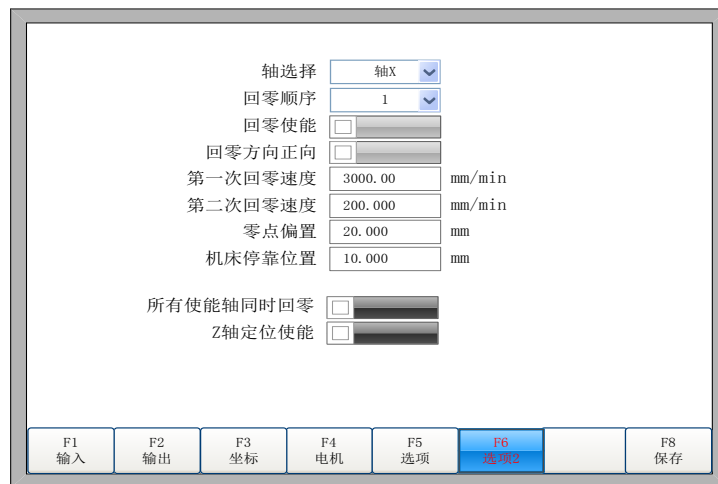 轴选择 轴X
回零顺序 1
回零使能
回零方向正向
第一次回零速度 3000.00 mm/min
第二次回零速度 200.000 mm/min
零点偏置 20.000 mm
机床停靠位置 10.000 mm
所有使能轴同时回零
Z轴定位使能
F1 F2 F3 F4 F5 F6 F8
输入 输出 坐标 电机 选项 选项2 保存